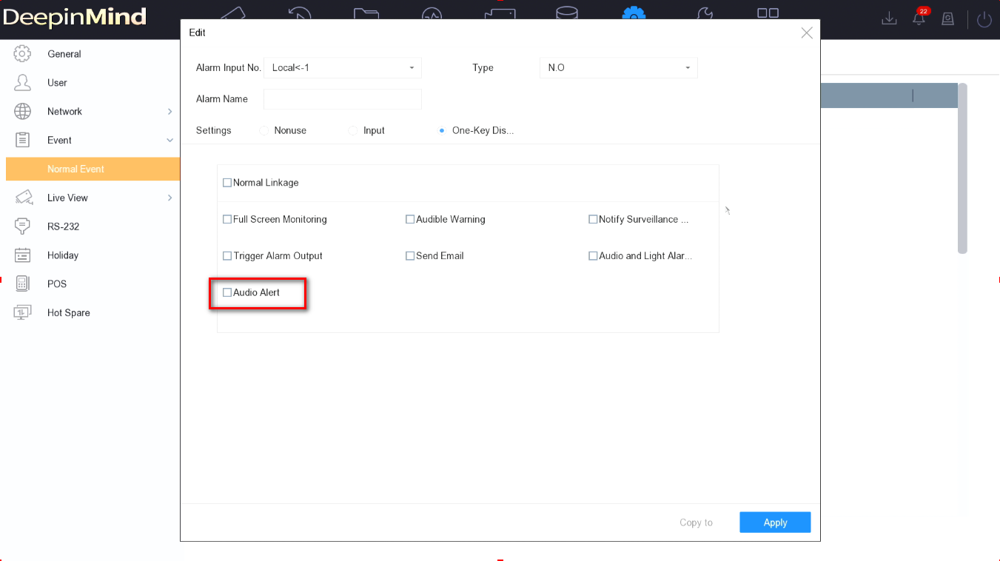 DeepinMind
22
Edit
General
Alarm Input No. Local<-1 Type N.O
User
Alarm Name
Network
Settings Nonuse Input One-Key Dis...
Event
Normal Event
Normal Linkage
Live View
Full Screen Monitoring Audible Warning Notify Surveillance ...
RS-232
Trigger Alarm Output Send Email Audio and Light Alar...
Holiday
POS
Audio Alert
Hot Spare
Copy to Apply